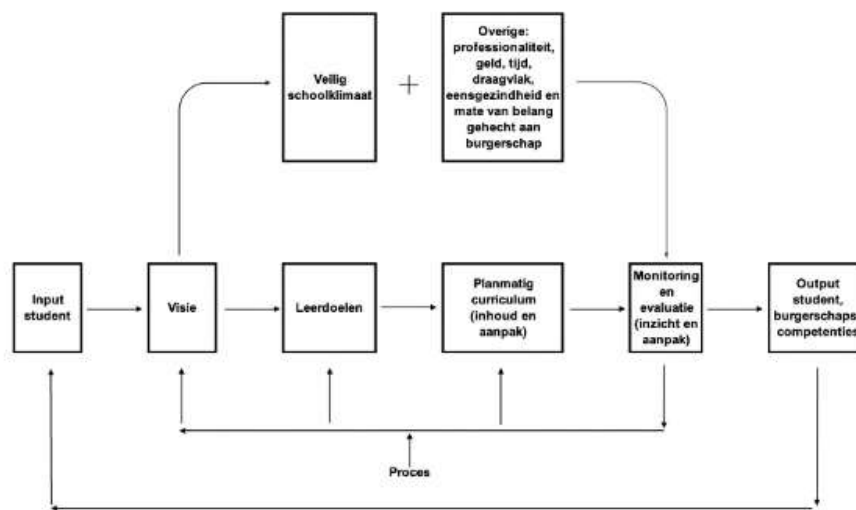 Veilig
schoolklimaat
+
Overige:
professionaliteit,
geld, tijd,
draagvlak,
eensgezindheid en
mate van belang
gehecht aan
burgerschap
Input
student
Visie
Leerdoelen
Planmatig
curriculum
(inhoud en
aanpak)
Monitoring
en
evaluatie
(inzicht en
aanpak)
Output
student,
burgerschaps
competenties
Proces